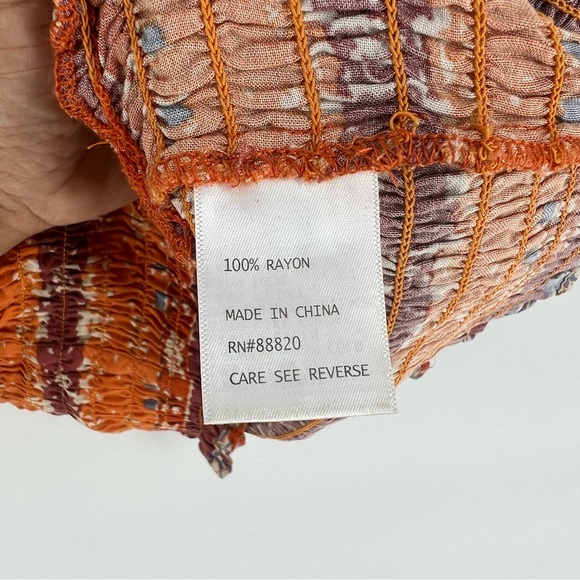 100% RAYON
MADE IN CHINA
RN#88820
CARE SEE REVERSE